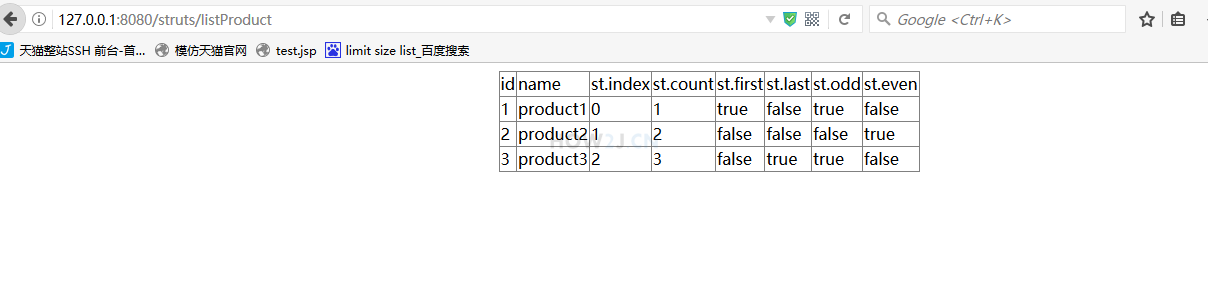 127.0.0.1:8080/struts/listProduct
Google <Ctrl+K>
天猫整站SSH 前台-首... 模仿天猫官网 test.jsp limit size list_百度搜索
id name st.index st.count st.first st.last st.odd st.even
1 product1 0 1 true false true false
2 product2 1 2 false false false true
3 product3 2 3 false true true false
HOW2J.CN